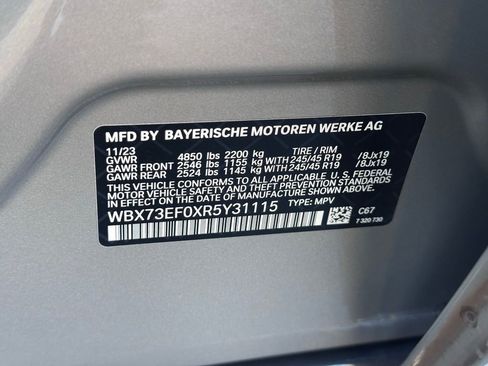 MFD BY BAYERISCHE MOTOREN WERKE AG
11/23
GVWR 4850 lbs 2200 kg TIRE / RIM
GAWR FRONT 2546 lbs 1155 kg WITH 245/45 R19 /8Jx19
GAWR REAR 2524 lbs 1145 kg WITH 245/45 R19 /8Jx19
THIS VEHICLE CONFORMS TO ALL APPLICABLE U.S. FEDERAL
MOTOR VEHICLE SAFETY AND THEFT PREVENTION STANDARDS
IN EFFECT ON THE DATE OF MANUFACTURE SHOWN ABOVE.
WBX73EF0XR5Y31115 TYPE: MPV
C67
7 320 730